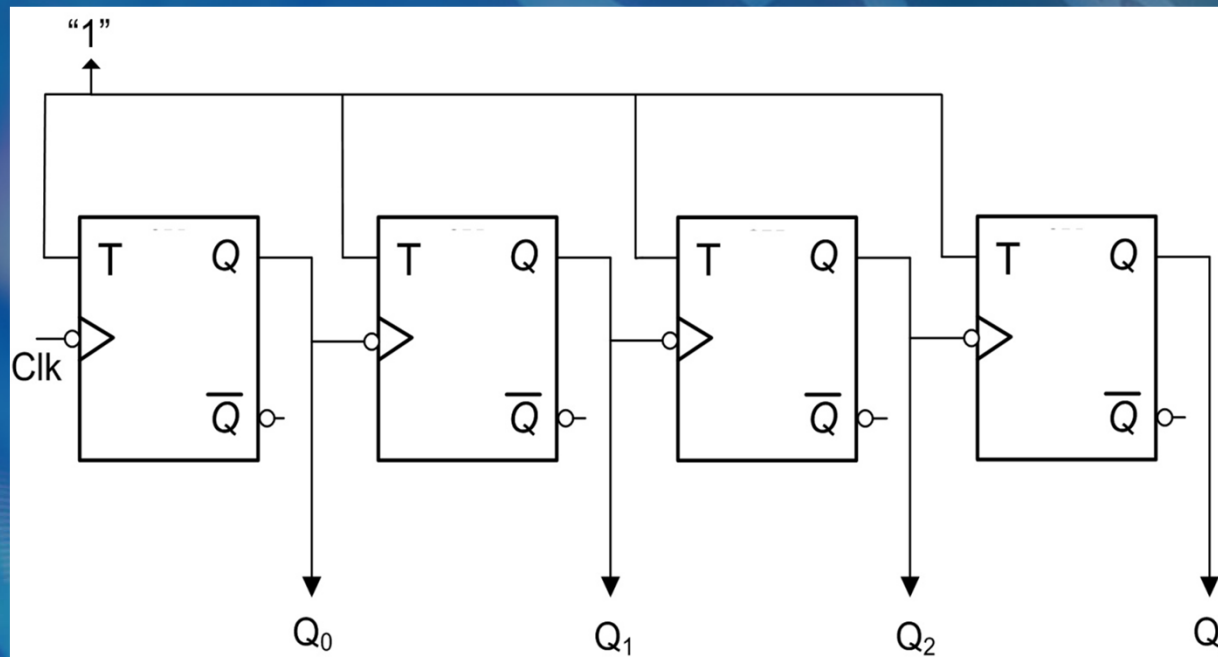 “1”
T Q T Q T Q T Q
Clk
Q̅ Q̅ Q̅ Q̅
Q₀ Q₁ Q₂ Q